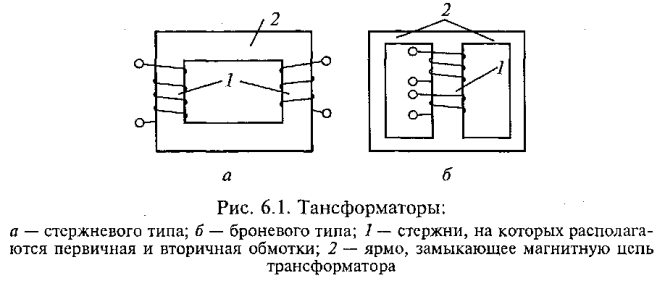 2
2
1
1
а
б
Рис. 6.1. Тансформаторы:
а — стержневого типа; б — броневого типа; 1 — стержни, на которых располага-
ются первичная и вторичная обмотки; 2 — ярмо, замыкающее магнитную цепь
трансформатора